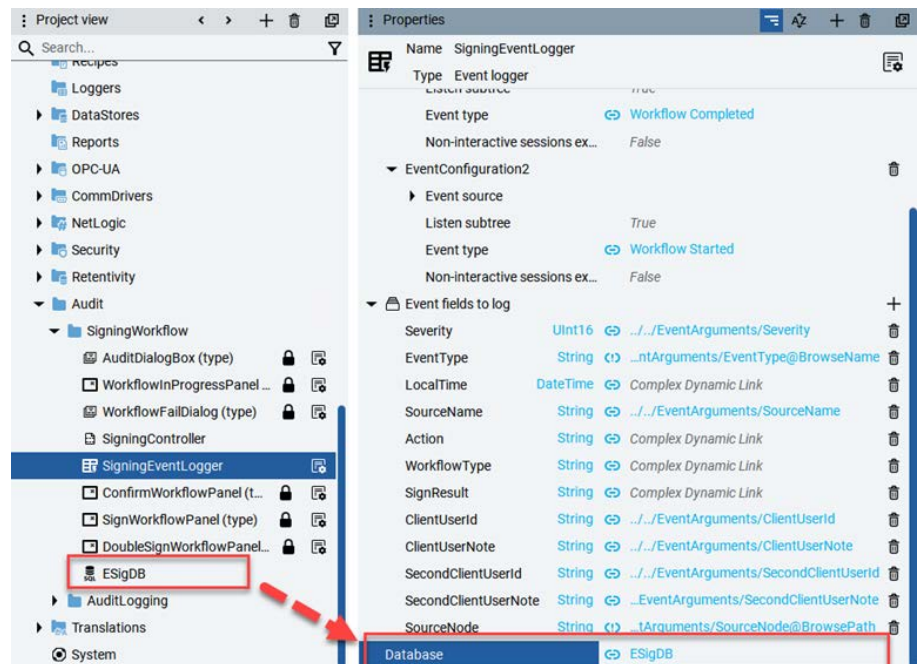 Project view
Search...
Recipes
Loggers
DataStores
Reports
OPC-UA
CommDrivers
NetLogic
Security
Retentivity
Audit
SigningWorkflow
AuditDialogBox (type)
WorkflowInProgressPanel ...
WorkflowFailDialog (type)
SigningController
SigningEventLogger
ConfirmWorkflowPanel (t...
SignWorkflowPanel (type)
DoubleSignWorkflowPanel...
SQL ESigDB
AuditLogging
Translations
System
Properties
Name SigningEventLogger
Type Event logger
Listen subtree True
Event type Workflow Completed
Non-interactive sessions ex... False
EventConfiguration2
Event source
Listen subtree True
Event type Workflow Started
Non-interactive sessions ex... False
Event fields to log
Severity UInt16 ../../EventArguments/Severity
EventType String ...ntArguments/EventType@BrowseName
LocalTime DateTime Complex Dynamic Link
SourceName String ../../EventArguments/SourceName
Action String Complex Dynamic Link
WorkflowType String Complex Dynamic Link
SignResult String Complex Dynamic Link
ClientUserId String ../../EventArguments/ClientUserId
ClientUserNote String ../../EventArguments/ClientUserNote
SecondClientUserId String ../../EventArguments/SecondClientUserId
SecondClientUserNote String ...EventArguments/SecondClientUserNote
SourceNode String ...tArguments/SourceNode@BrowsePath
Database ESigDB